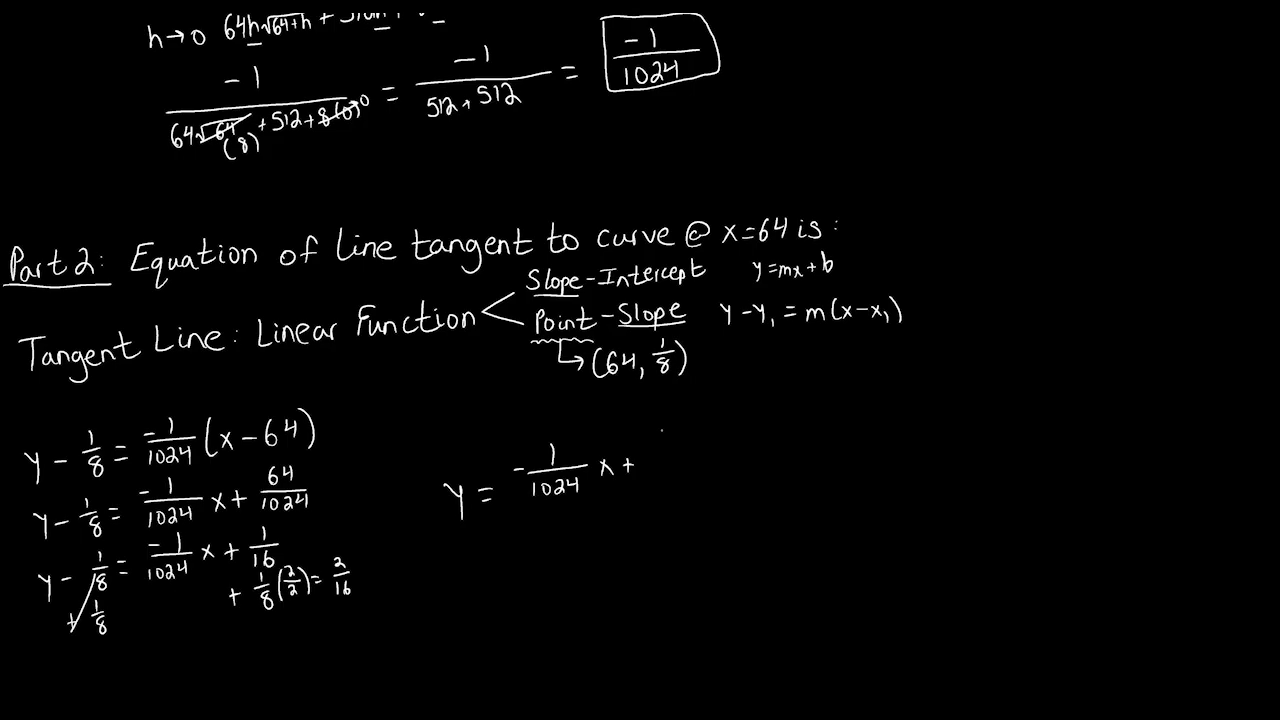 h→0 64h√64+h +
-1 / 64√64 (8) + 512 + 8(0) 0 = -1 / 512 + 512 = -1 / 1024
Part 2: Equation of line tangent to curve @ x=64 is:
Slope-Intercept y=mx+b
Tangent Line: Linear Function < Point-Slope y-y₁ = m(x-x₁)
↳ (64, 1/8)
y - 1/8 = -1/1024 (x - 64)
y - 1/8 = -1/1024 x + 64/1024
y - 1/8 = -1/1024 x + 1/16
+ 1/8 + 1/8 (2/2) = 2/16
y = -1/1024 x +